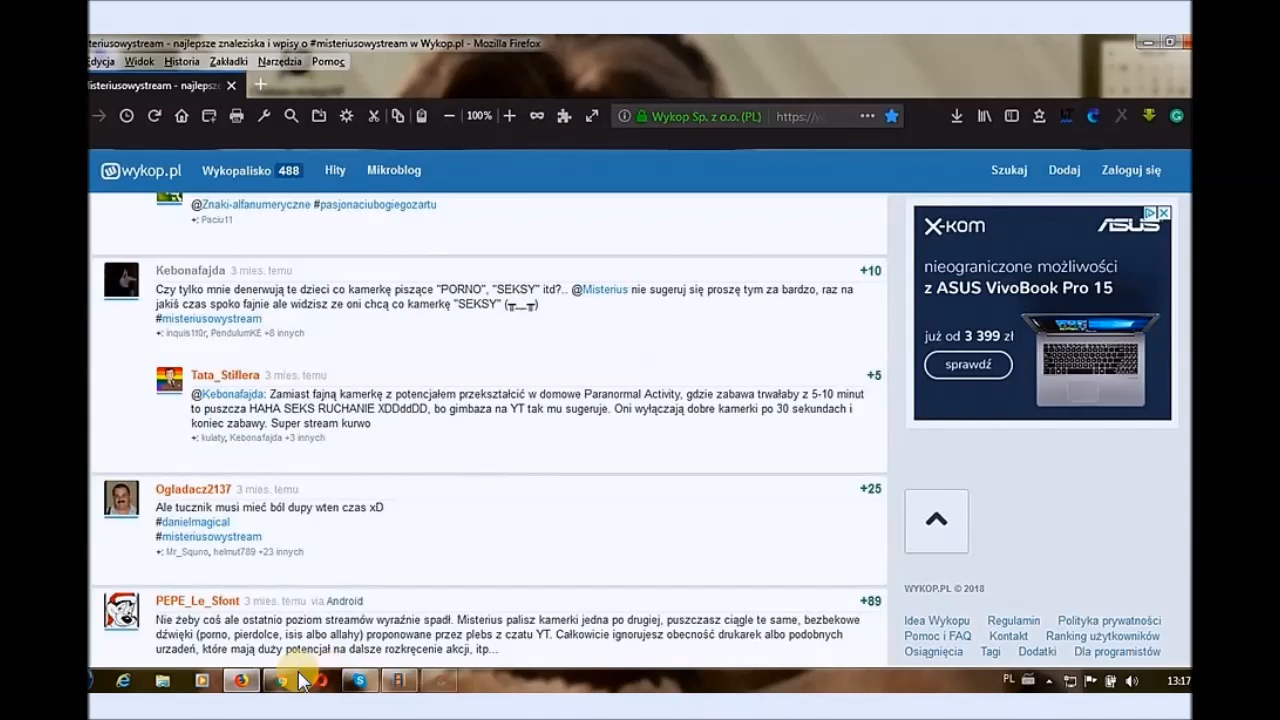 teriusowystream - najlepsze znaleziska i wpisy o #misteriusowystream w Wykop.pl - Mozilla Firefox
Edycja Widok Historia Zakładki Narzędzia Pomoc
Misteriusowystream - najlepsze
100% Wykop Sp. z o.o. (PL) https://
wykop.pl Wykopalisko 488 Hity Mikroblog Szukaj Dodaj Zaloguj się
@Znaki-alfanumeryczne #pasjonaciubogiegozartu
+: Paciu11
Kebonafajda 3 mies. temu +10
Czy tylko mnie denerwują te dzieci co kamerkę piszące "PORNO", "SEKSY" itd?.. @Misterius nie sugeruj się proszę tym za bardzo, raz na
jakiś czas spoko fajnie ale widzisz ze oni chcą co kamerkę "SEKSY" (╥﹏╥)
#misteriusowystream
+: inquis1t0r, PendulumKE +8 innych
Tata_Stiflera 3 mies. temu +5
@Kebonafajda: Zamiast fajną kamerkę z potencjałem przekształcić w domowe Paranormal Activity, gdzie zabawa trwałaby z 5-10 minut
to puszcza HAHA SEKS RUCHANIE XDDddDD, bo gimbaza na YT tak mu sugeruje. Oni wyłączają dobre kamerki po 30 sekundach i
koniec zabawy. Super stream kurwo
+: kulaty, Kebonafajda +3 innych
Ogladacz2137 3 mies. temu +25
Ale tucznik musi mieć ból dupy wten czas xD
#danielmagical
#misteriusowystream
+: Mr_Squno, helmut789 +23 innych
PEPE_Le_Sfont 3 mies. temu via Android +89
Nie żeby coś ale ostatnio poziom streamów wyraźnie spadł. Misterius palisz kamerki jedna po drugiej, puszczasz ciągle te same, bezbekowe
dźwięki (porno, pierdolce, isis albo allahy) proponowane przez plebs z czatu YT. Całkowicie ignorujesz obecność drukarek albo podobnych
urzadeń, które mają duży potencjał na dalsze rozkręcenie akcji, itp...
X-KOM ASUS
nieograniczone możliwości
z ASUS VivoBook Pro 15
już od 3 399 zł
sprawdź
WYKOP.PL © 2018
Idea Wykopu Regulamin Polityka prywatności
Pomoc i FAQ Kontakt Ranking użytkowników
Osiągnięcia Tagi Dodatki Dla programistów
PL 13:17